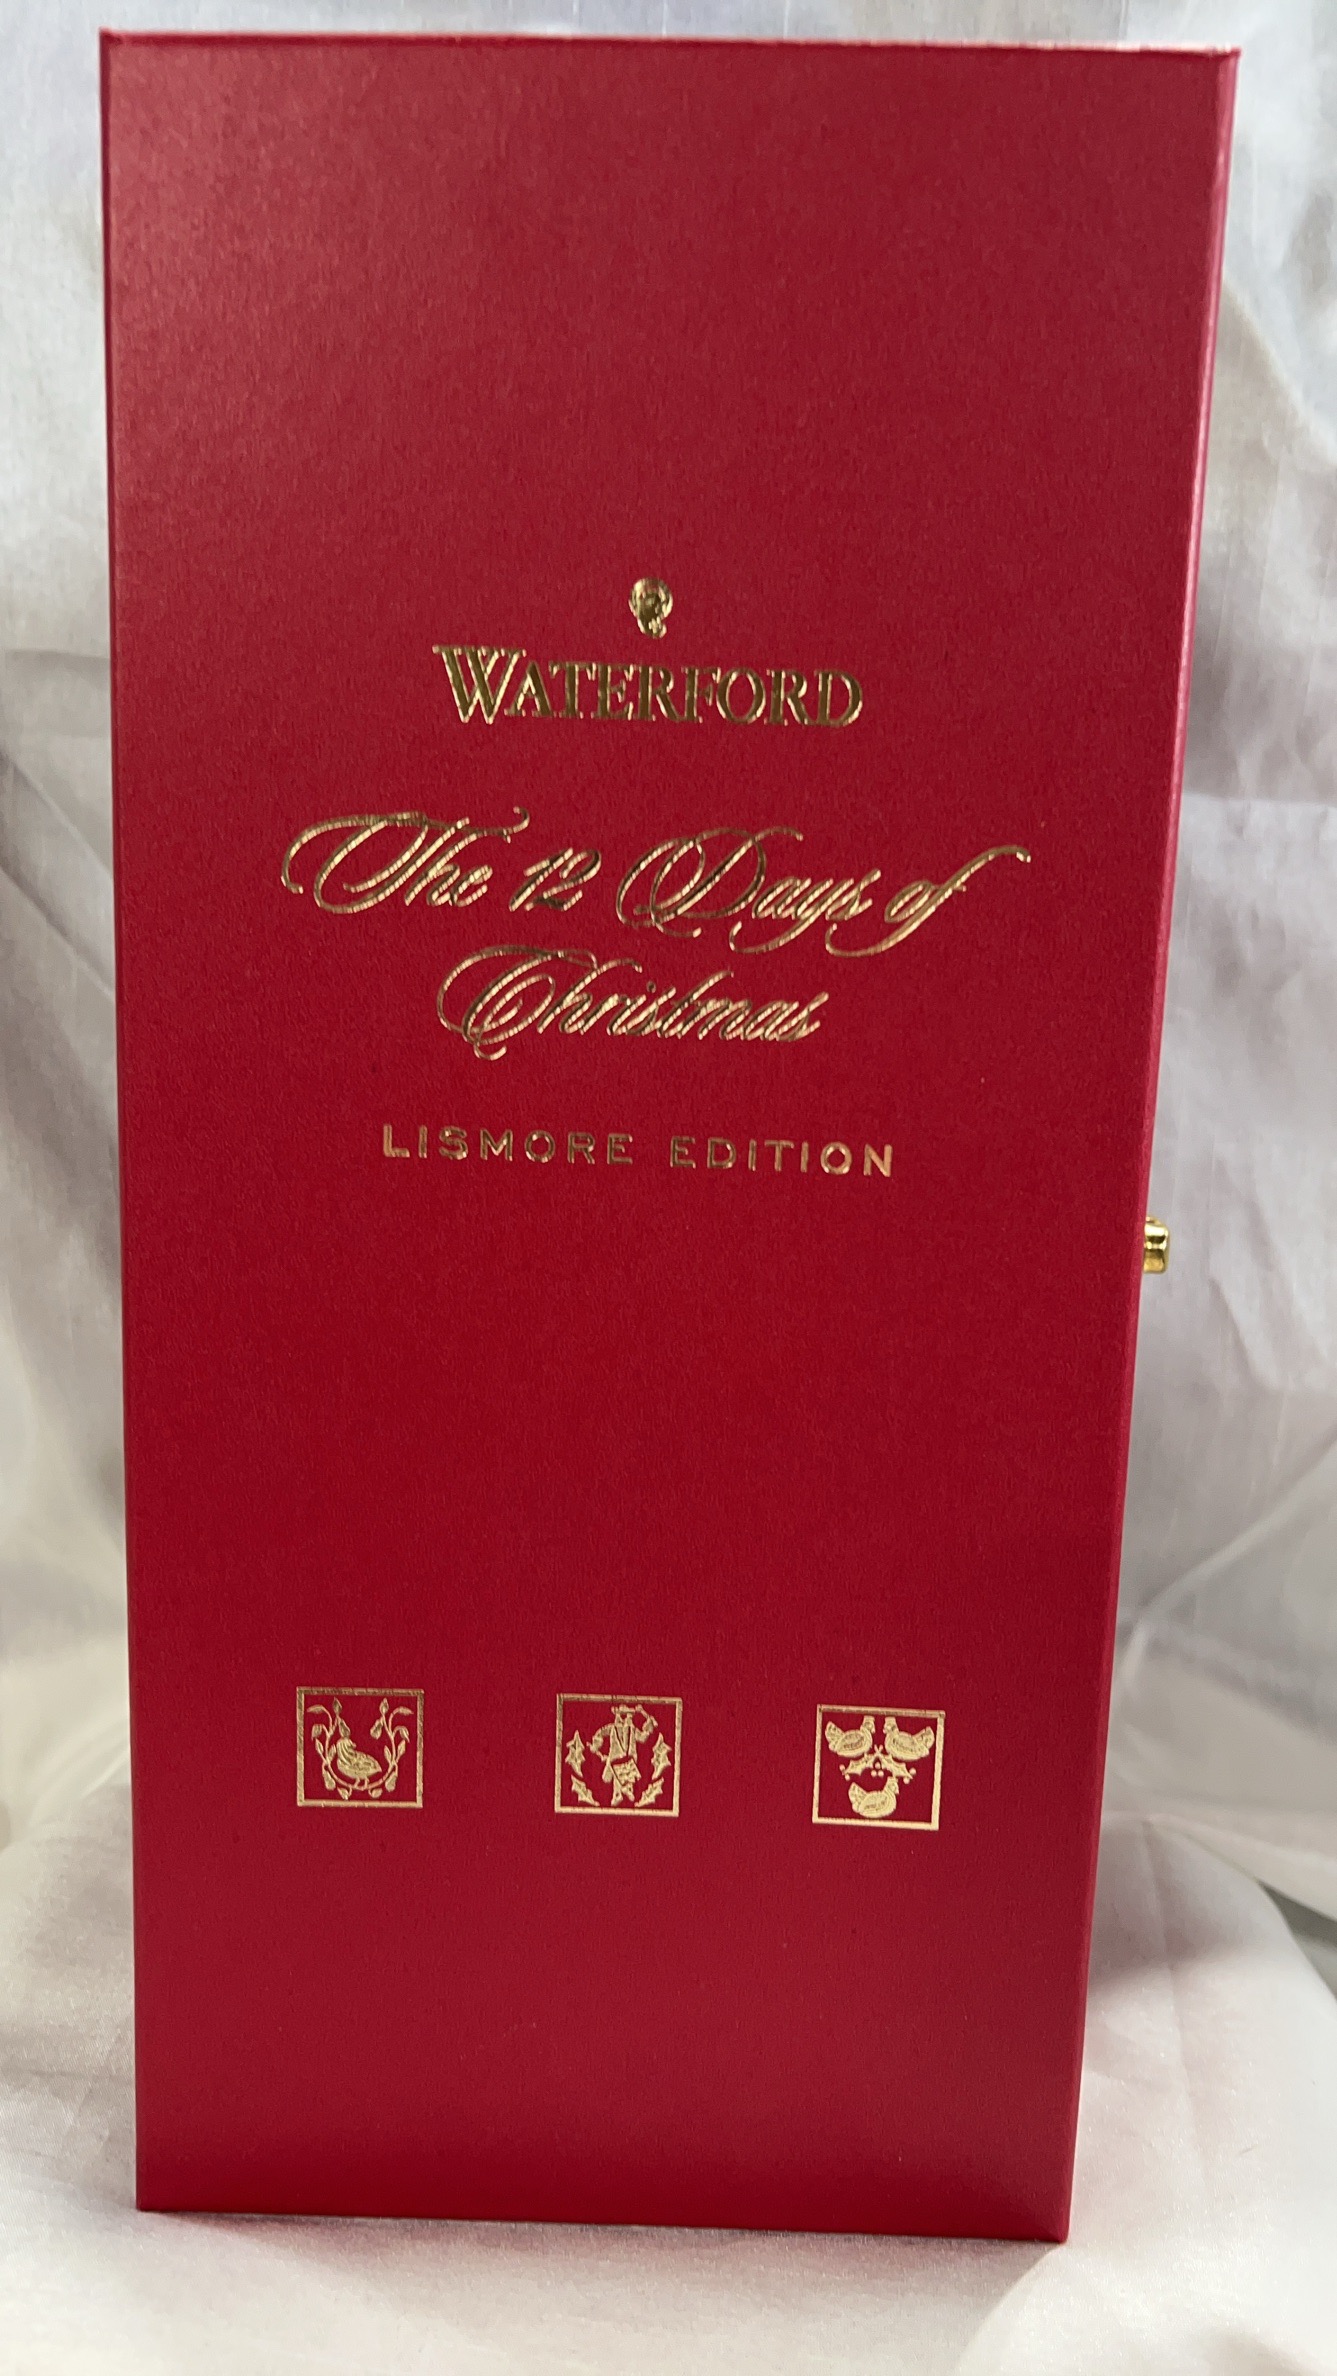 WATERFORD
The 12 Days of
Christmas
LISMORE EDITION